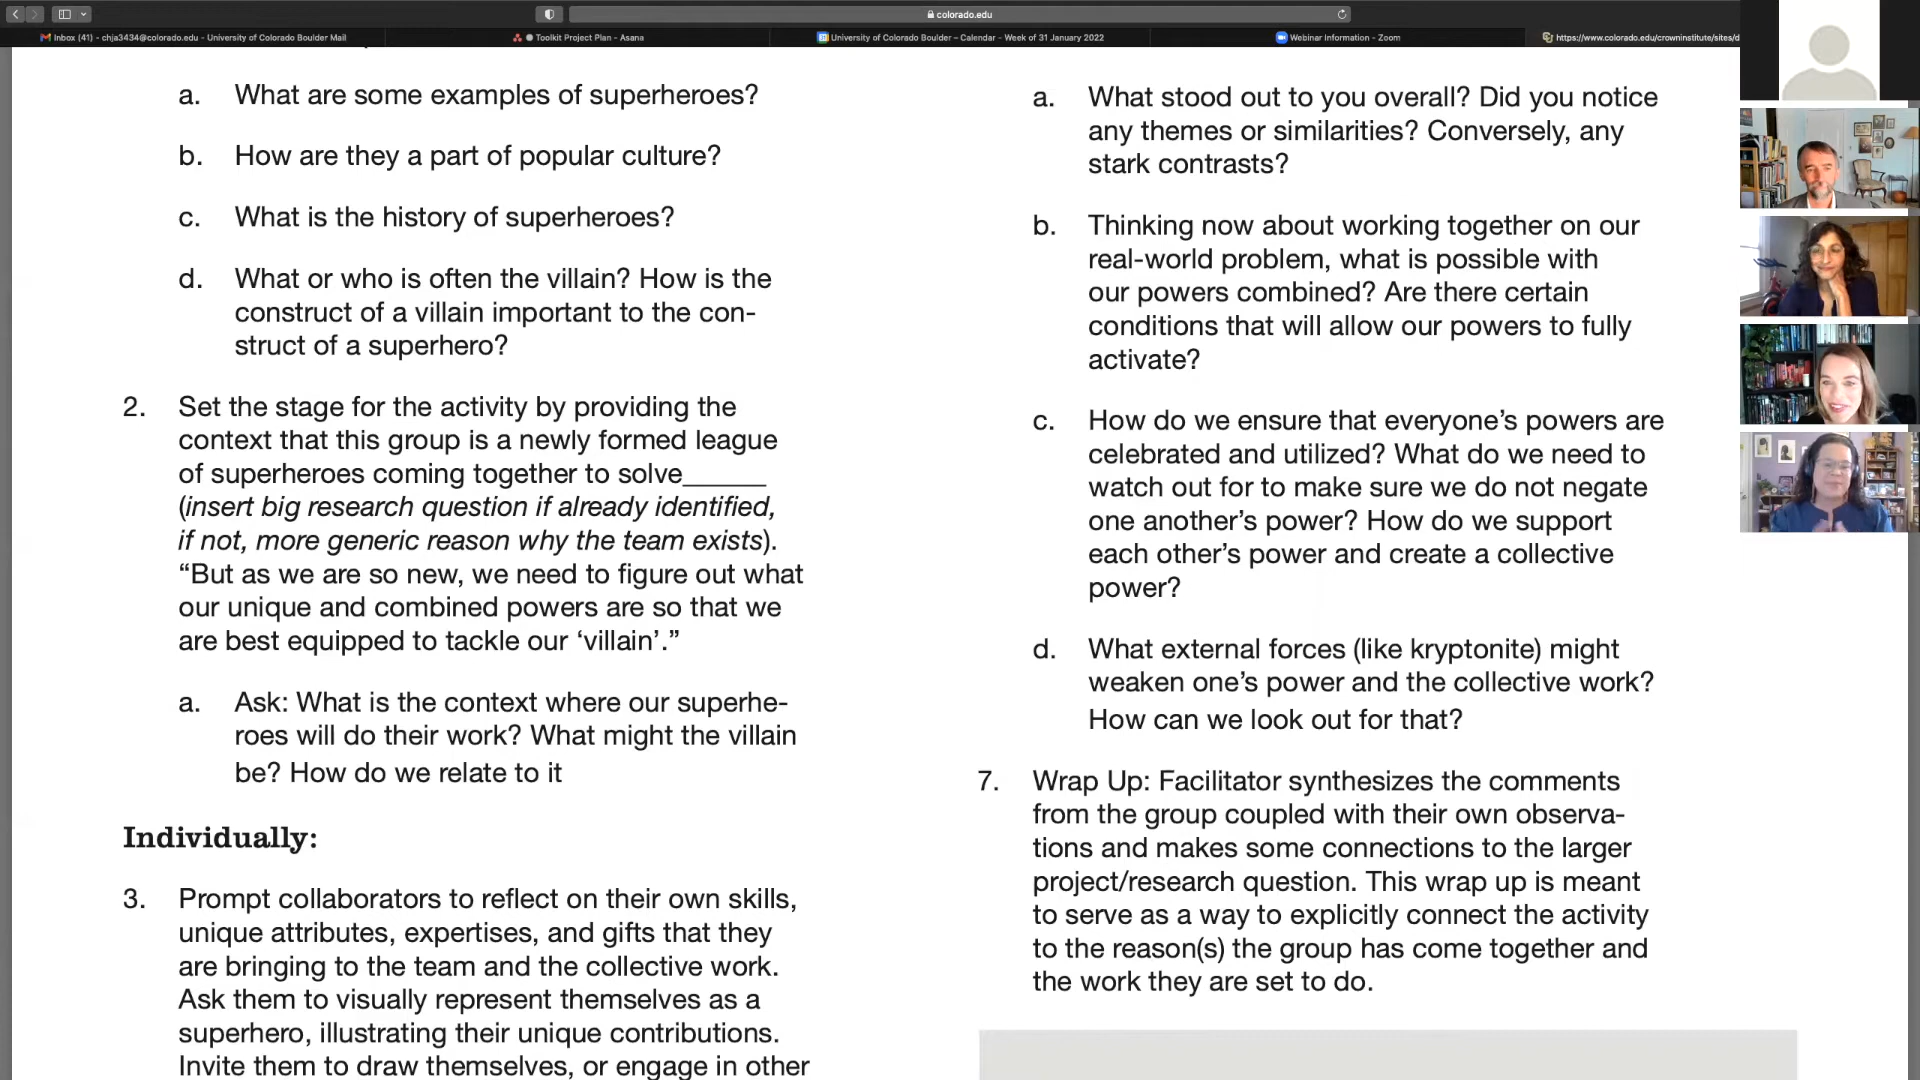 colorado.edu
Inbox (41) - chja3434@colorado.edu - University of Colorado Boulder Mail
Toolkit Project Plan - Asana
University of Colorado Boulder – Calendar - Week of 31 January 2022
Webinar Information - Zoom
https://www.colorado.edu/crowninstitute/sites/d
a. What are some examples of superheroes?
b. How are they a part of popular culture?
c. What is the history of superheroes?
d. What or who is often the villain? How is the
construct of a villain important to the con-
struct of a superhero?
2. Set the stage for the activity by providing the
context that this group is a newly formed league
of superheroes coming together to solve______
(insert big research question if already identified,
if not, more generic reason why the team exists).
“But as we are so new, we need to figure out what
our unique and combined powers are so that we
are best equipped to tackle our ‘villain’.”
a. Ask: What is the context where our superhe-
roes will do their work? What might the villain
be? How do we relate to it
Individually:
3. Prompt collaborators to reflect on their own skills,
unique attributes, expertises, and gifts that they
are bringing to the team and the collective work.
Ask them to visually represent themselves as a
superhero, illustrating their unique contributions.
Invite them to draw themselves, or engage in other
a. What stood out to you overall? Did you notice
any themes or similarities? Conversely, any
stark contrasts?
b. Thinking now about working together on our
real-world problem, what is possible with
our powers combined? Are there certain
conditions that will allow our powers to fully
activate?
c. How do we ensure that everyone’s powers are
celebrated and utilized? What do we need to
watch out for to make sure we do not negate
one another’s power? How do we support
each other’s power and create a collective
power?
d. What external forces (like kryptonite) might
weaken one’s power and the collective work?
How can we look out for that?
7. Wrap Up: Facilitator synthesizes the comments
from the group coupled with their own observa-
tions and makes some connections to the larger
project/research question. This wrap up is meant
to serve as a way to explicitly connect the activity
to the reason(s) the group has come together and
the work they are set to do.